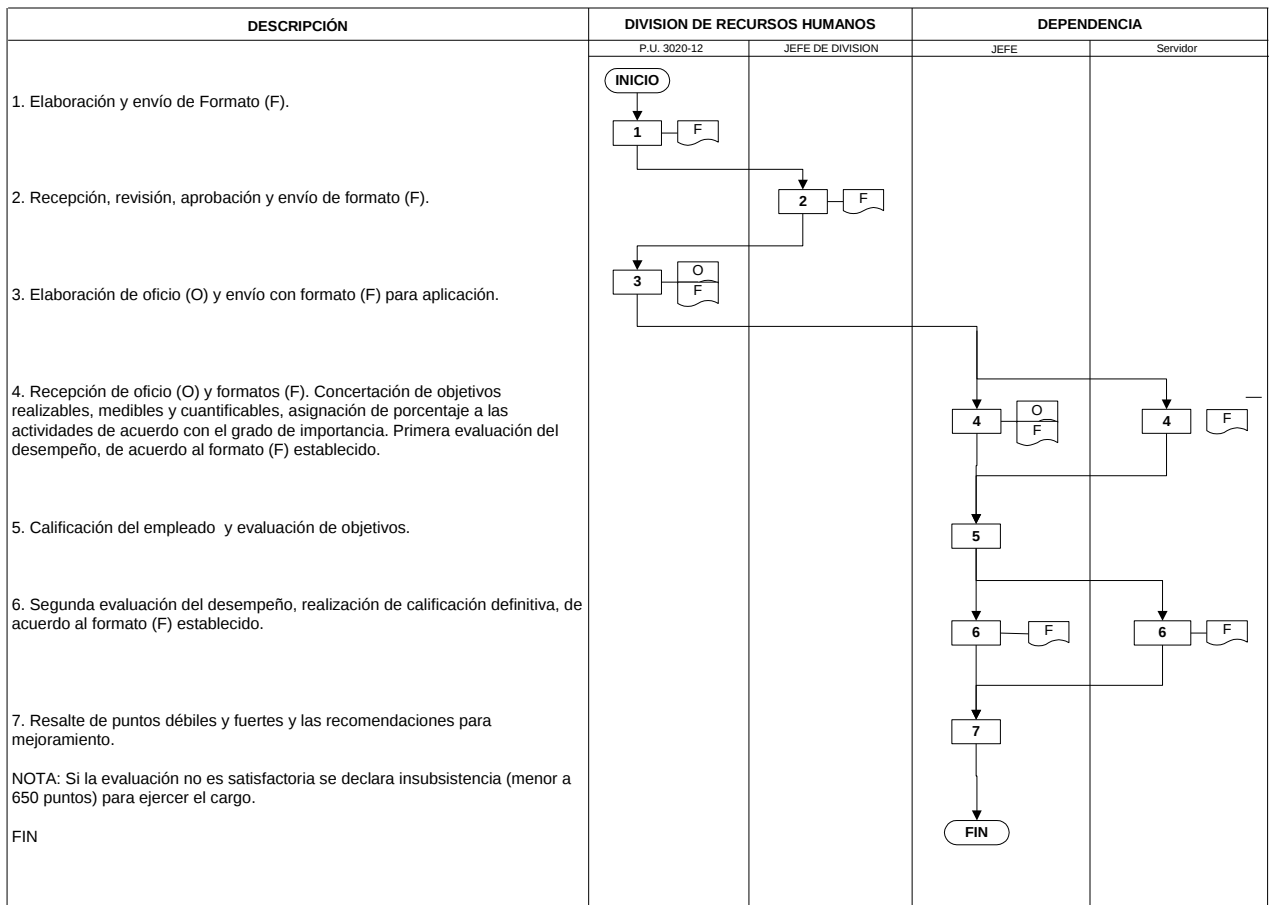 DESCRIPCIÓN
DIVISION DE RECURSOS HUMANOS
DEPENDENCIA
P.U. 3020-12
JEFE DE DIVISION
JEFE
Servidor
INICIO
1. Elaboración y envío de Formato (F).
1
F
2. Recepción, revisión, aprobación y envío de formato (F).
2
F
3. Elaboración de oficio (O) y envío con formato (F) para aplicación.
3
O
F
4. Recepción de oficio (O) y formatos (F). Concertación de objetivos
realizables, medibles y cuantificables, asignación de porcentaje a las
actividades de acuerdo con el grado de importancia. Primera evaluación del
desempeño, de acuerdo al formato (F) establecido.
4
O
F
4
F
5. Calificación del empleado  y evaluación de objetivos.
5
6. Segunda evaluación del desempeño, realización de calificación definitiva, de
acuerdo al formato (F) establecido.
6
F
6
F
7. Resalte de puntos débiles y fuertes y las recomendaciones para
mejoramiento.
7
NOTA: Si la evaluación no es satisfactoria se declara insubsistencia (menor a
650 puntos) para ejercer el cargo.
FIN
FIN